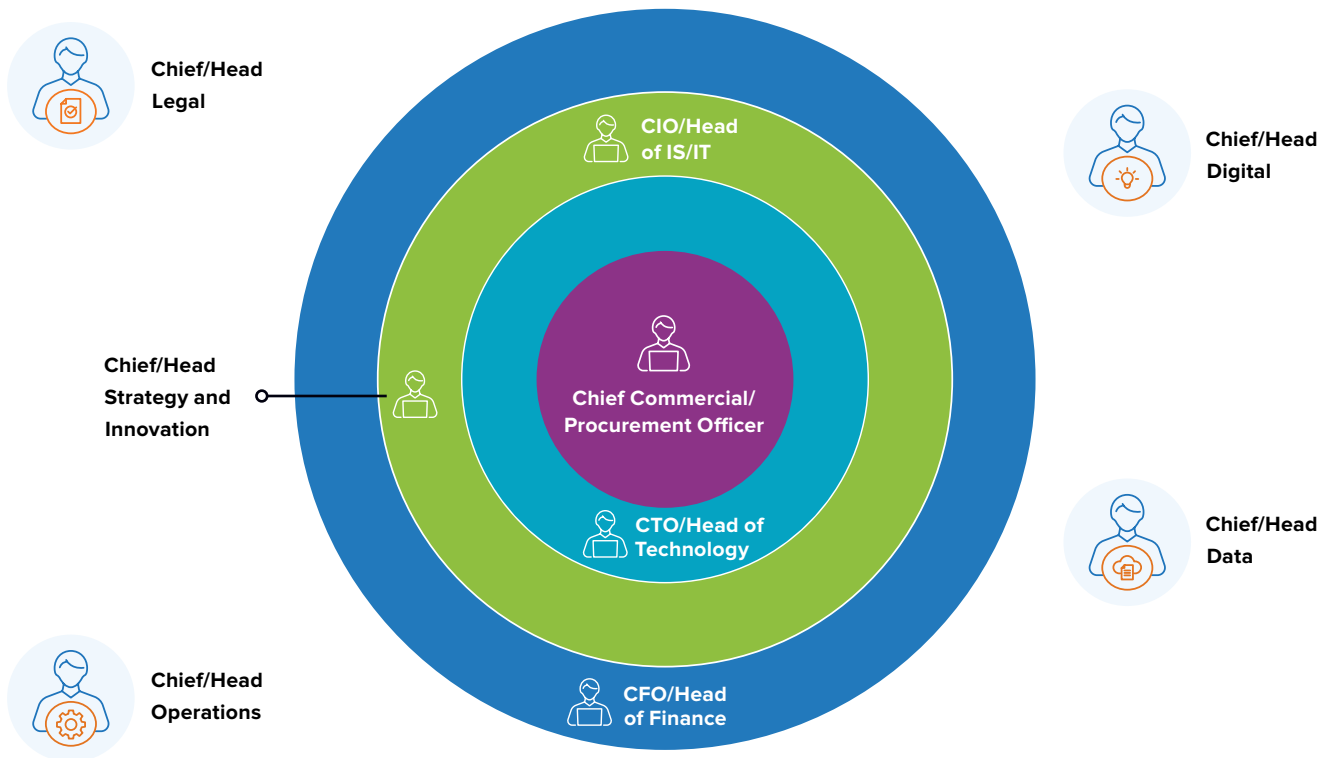 Chief/Head
Legal
CIO/Head
of IS/IT
Chief/Head
Digital
Chief/Head
Strategy and
Innovation
Chief Commercial/
Procurement Officer
CTO/Head of
Technology
Chief/Head
Data
Chief/Head
Operations
CFO/Head
of Finance